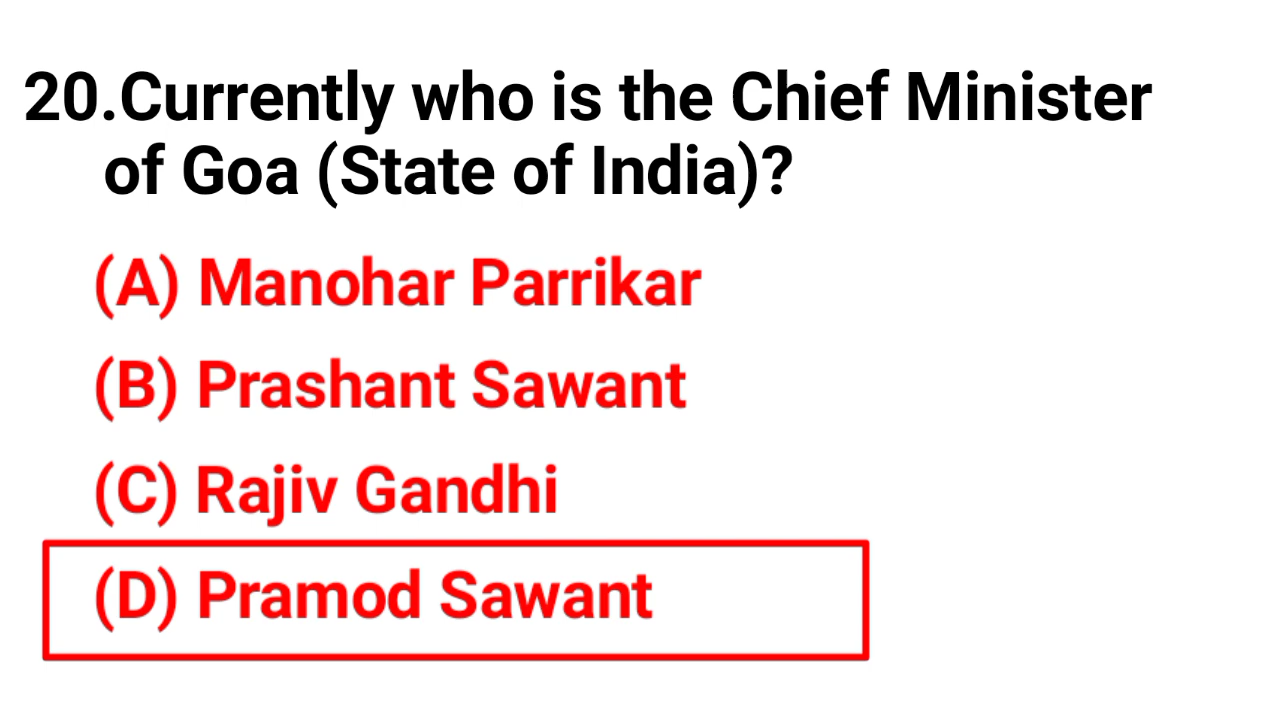 20.Currently who is the Chief Minister
of Goa (State of India)?
(A) Manohar Parrikar
(B) Prashant Sawant
(C) Rajiv Gandhi
(D) Pramod Sawant